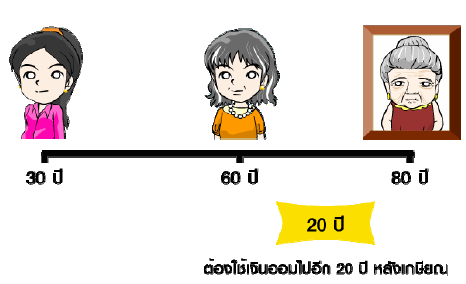 30 ปี 60 ปี 80 ปี
20 ปี
ต้องใช้เงินออมไปอีก 20 ปี หลังเกษียณ